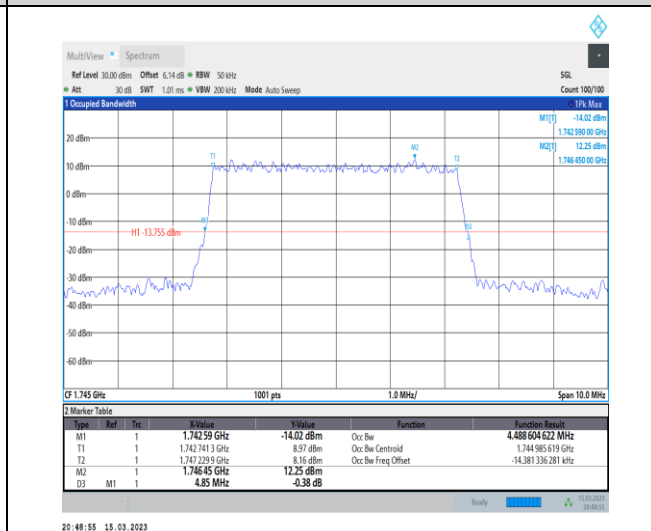 MultiView Spectrum
Ref Level 30.00 dBm Offset 6.14 dB RBW 50 kHz SGL
Att 30 dB SWT 1.01 ms VBW 200 kHz Mode Auto Sweep Count 100/100
1 Occupied Bandwidth 1Pk Max
M1[1] -14.02 dBm
1.742 590 00 GHz
M2[1] 12.25 dBm
1.746 450 00 GHz
20 dBm
M2
T1
T2
10 dBm
0 dBm
-10 dBm
M1
D3
H1 -13.755 dBm
-20 dBm
-30 dBm
-40 dBm
-50 dBm
-60 dBm
CF 1.745 GHz 1001 pts 1.0 MHz/ Span 10.0 MHz
2 Marker Table
Type Ref Trc X-Value Y-Value Function Function Result
M1 1 1.742 59 GHz -14.02 dBm Occ Bw 4.488 604 622 MHz
T1 1 1.742 741 3 GHz 8.97 dBm Occ Bw Centroid 1.744 985 619 GHz
T2 1 1.747 229 9 GHz 8.16 dBm Occ Bw Freq Offset -14.381 336 281 kHz
M2 1 1.746 45 GHz 12.25 dBm
D3 M1 1 4.85 MHz -0.38 dB
Ready 15.03.2023
20:48:55
20:48:55 15.03.2023